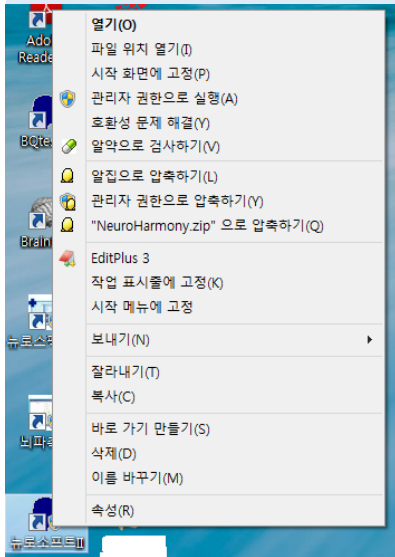 Ado
Reade
BQte
Brain
뉴로스
뇌파측
뉴로소프트II
열기(O)
파일 위치 열기(I)
시작 화면에 고정(P)
관리자 권한으로 실행(A)
호환성 문제 해결(Y)
알약으로 검사하기(V)
알집으로 압축하기(L)
관리자 권한으로 압축하기(Y)
"NeuroHarmony.zip" 으로 압축하기(Q)
EditPlus 3
작업 표시줄에 고정(K)
시작 메뉴에 고정
보내기(N)
잘라내기(T)
복사(C)
바로 가기 만들기(S)
삭제(D)
이름 바꾸기(M)
속성(R)